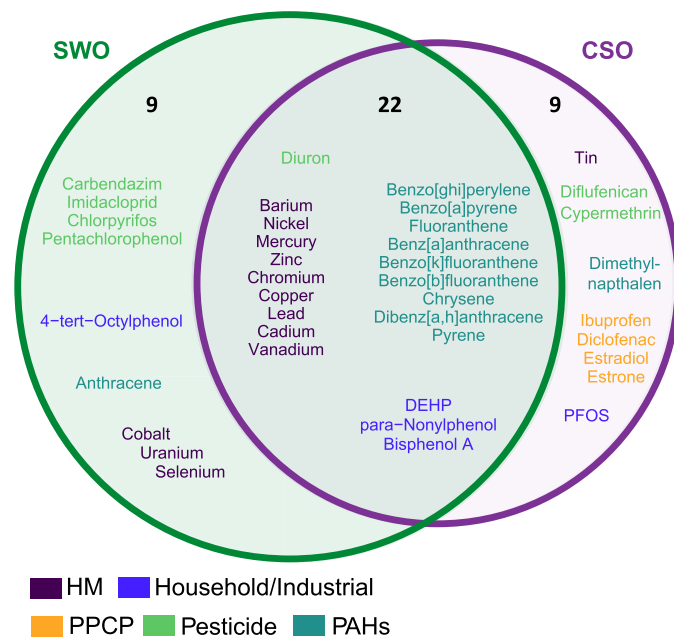 SWO
CSO
9
22
9
Carbendazim
Imidacloprid
Chlorpyrifos
Pentachlorophenol
4−tert−Octylphenol
Anthracene
Cobalt
Uranium
Selenium
Diuron
Barium
Nickel
Mercury
Zinc
Chromium
Copper
Lead
Cadium
Vanadium
Benzo[ghi]perylene
Benzo[a]pyrene
Fluoranthene
Benz[a]anthracene
Benzo[k]fluoranthene
Benzo[b]fluoranthene
Chrysene
Dibenz[a,h]anthracene
Pyrene
DEHP
para−Nonylphenol
Bisphenol A
Tin
Diflufenican
Cypermethrin
Dimethyl-
napthalen
Ibuprofen
Diclofenac
Estradiol
Estrone
PFOS
HM
Household/Industrial
PPCP
Pesticide
PAHs